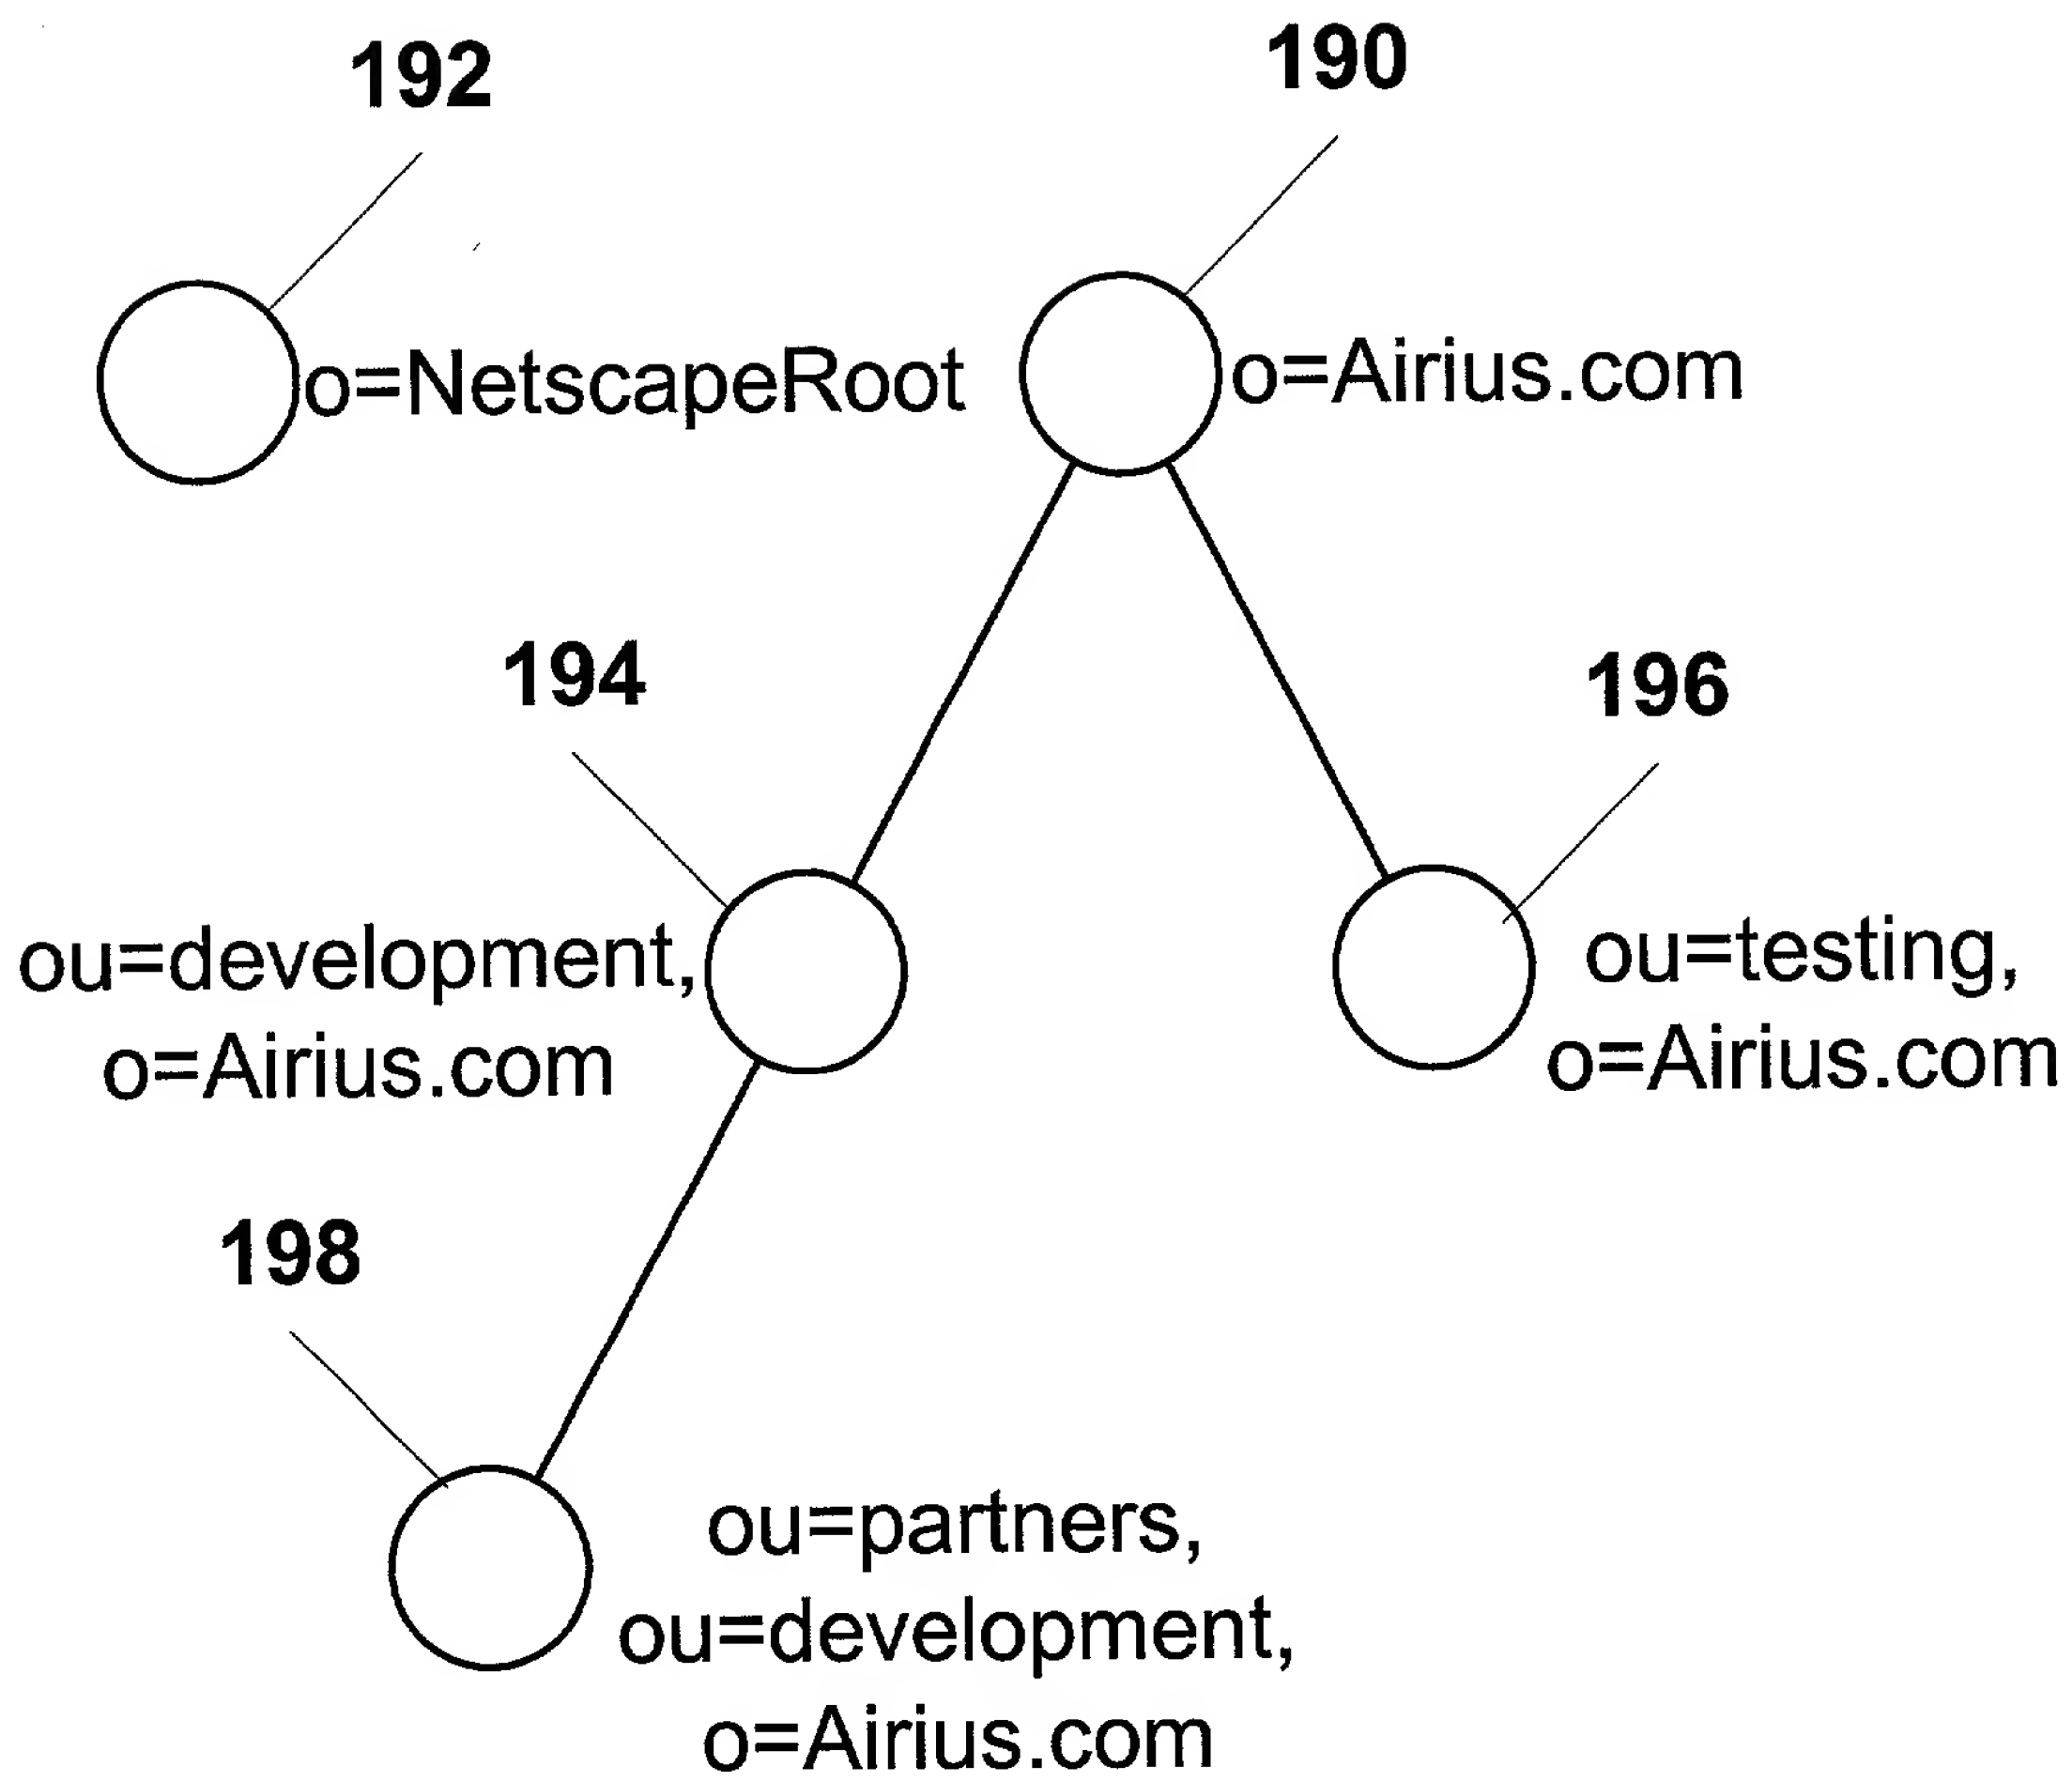 192
190
o=NetscapeRoot
o=Airius.com
194
196
ou=development,
o=Airius.com
ou=testing,
o=Airius.com
198
ou=partners,
ou=development,
o=Airius.com